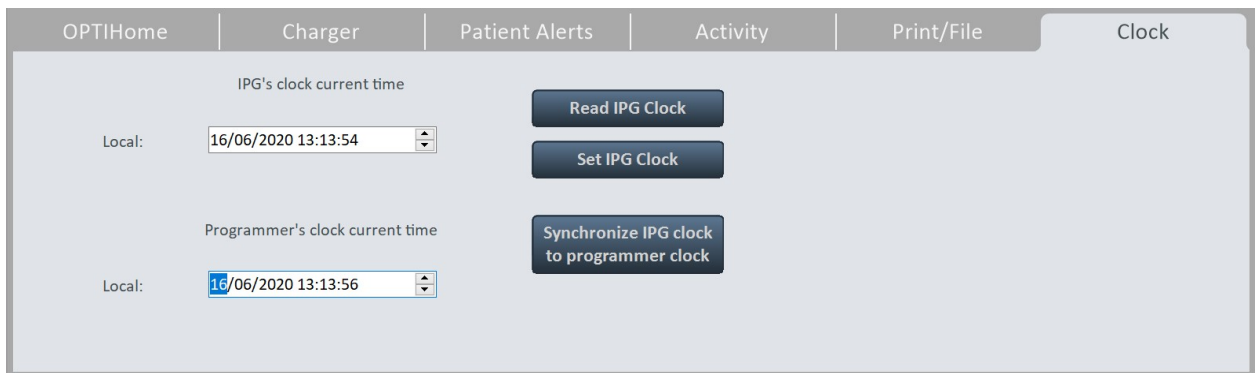 OPTIHome Charger Patient Alerts Activity Print/File Clock
IPG's clock current time
Read IPG Clock
Local: 16/06/2020 13:13:54
Set IPG Clock
Programmer's clock current time
Synchronize IPG clock
to programmer clock
Local: 16/06/2020 13:13:56